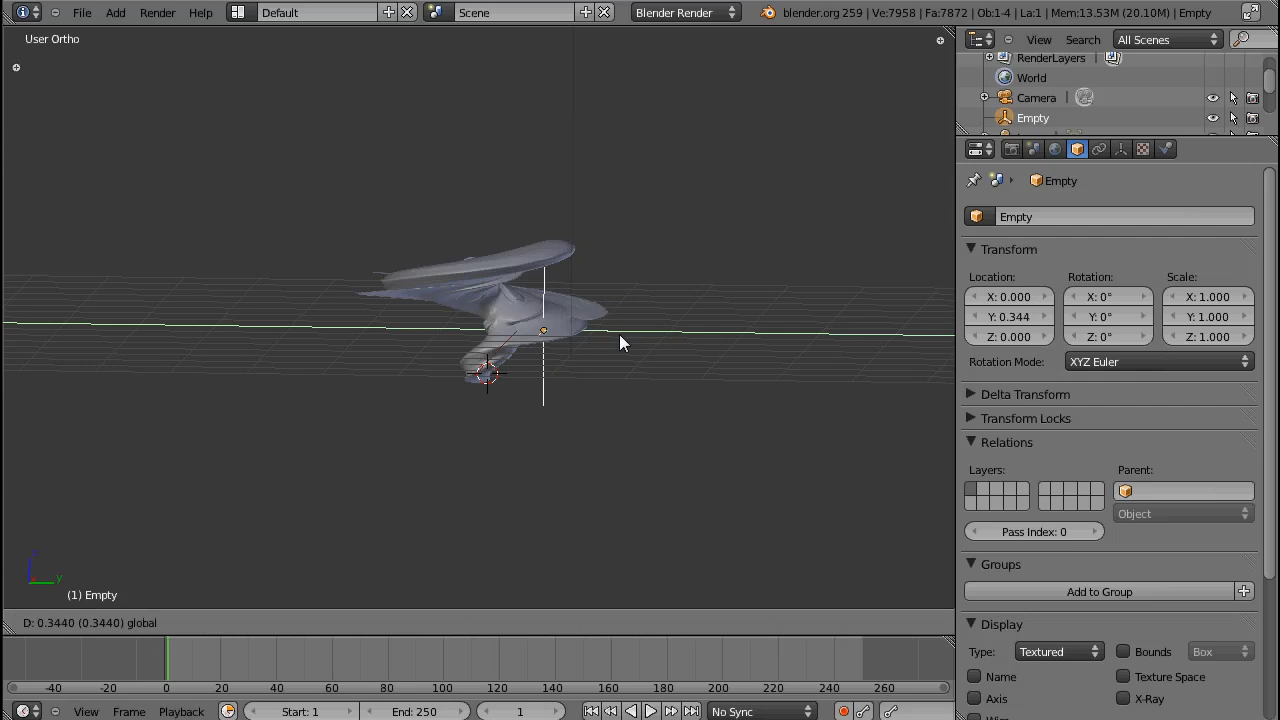 File Add Render Help Default Scene Blender Render blender.org 259 | Ve:7958 | Fa:7872 | Ob:1-4 | La:1 | Mem:13.53M (20.10M) | Empty
User Ortho
View Search All Scenes
RenderLayers |
World
Camera |
Empty
Empty
Empty
Transform
Location: Rotation: Scale:
X: 0.000 X: 0° X: 1.000
Y: 0.344 Y: 0° Y: 1.000
Z: 0.000 Z: 0° Z: 1.000
Rotation Mode: XYZ Euler
Delta Transform
Transform Locks
Relations
Layers: Parent:
Object
Pass Index: 0
Groups
Add to Group
Display
Type: Textured Bounds Box
Name Texture Space
Axis X-Ray
y
(1) Empty
D: 0.3440 (0.3440) global
-40 -20 0 20 40 60 80 100 120 140 160 180 200 220 240 260
View Frame Playback Start: 1 End: 250 1 No Sync